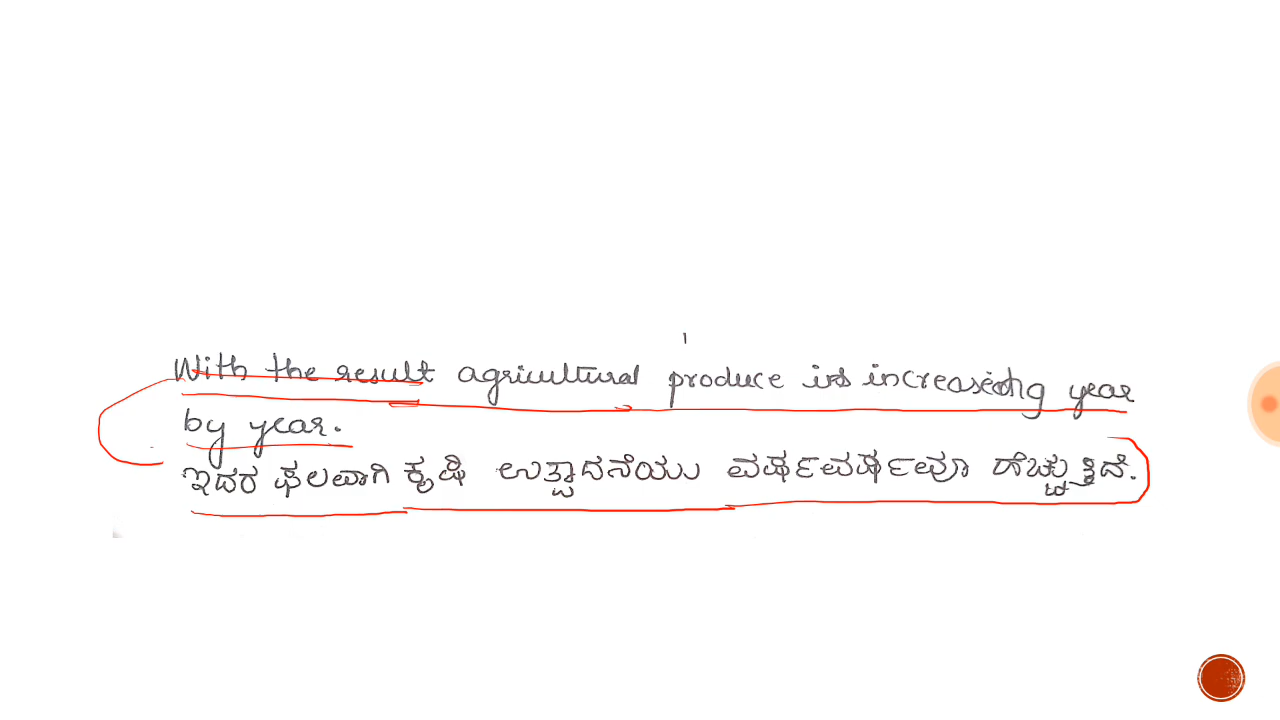 With the result agricultural produce is increasing year
by year.
ಇದರ ಫಲವಾಗಿ ಕೃಷಿ ಉತ್ಪಾದನೆಯು ವರ್ಷವರ್ಷವೂ ಹೆಚ್ಚುತ್ತಿದೆ.